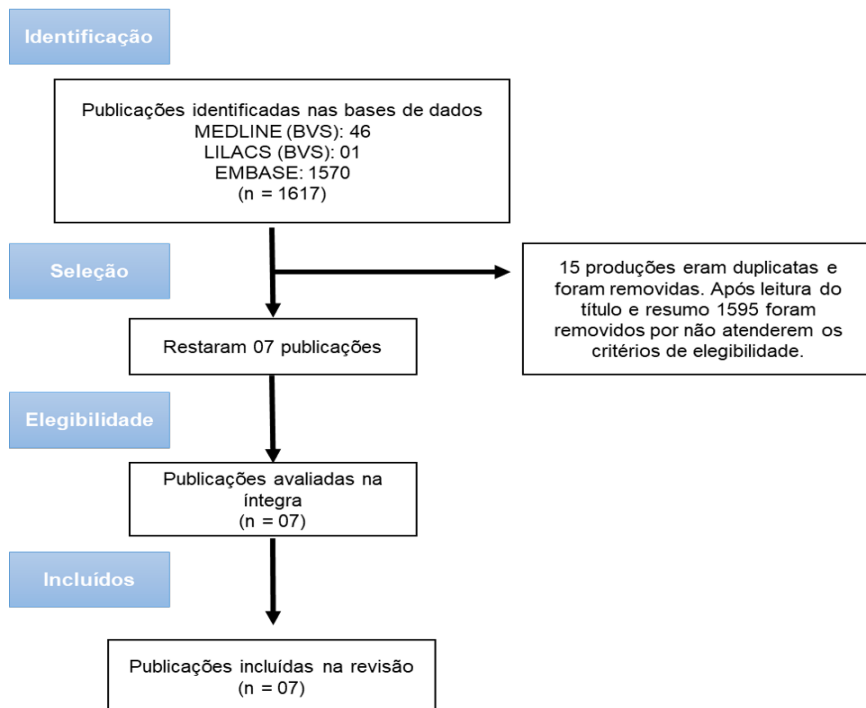 Identificação
Publicações identificadas nas bases de dados
MEDLINE (BVS): 46
LILACS (BVS): 01
EMBASE: 1570
(n = 1617)
Seleção
15 produções eram duplicatas e
foram removidas. Após leitura do
título e resumo 1595 foram
removidos por não atenderem os
critérios de elegibilidade.
Restaram 07 publicações
Elegibilidade
Publicações avaliadas na
íntegra
(n = 07)
Incluídos
Publicações incluídas na revisão
(n = 07)